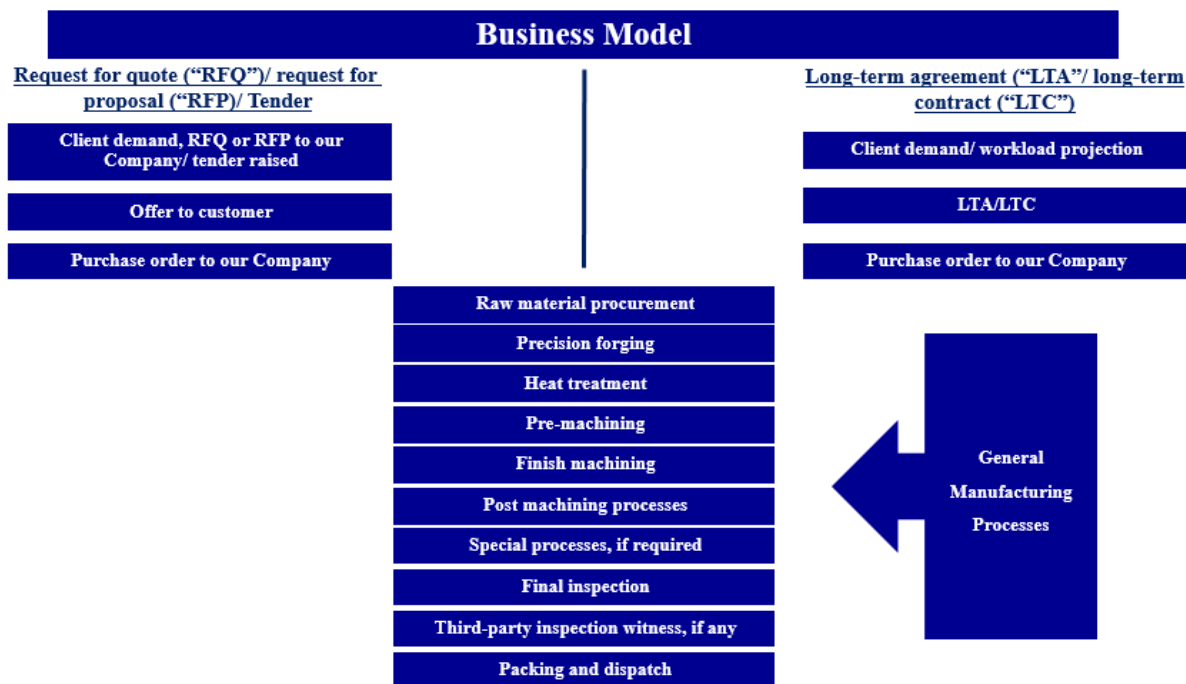 Business Model
Request for quote (“RFQ”)/ request for
proposal (“RFP)/ Tender
Client demand, RFQ or RFP to our
Company/ tender raised
Offer to customer
Purchase order to our Company
Long-term agreement (“LTA”/ long-term
contract (“LTC”)
Client demand/ workload projection
LTA/LTC
Purchase order to our Company
Raw material procurement
Precision forging
Heat treatment
Pre-machining
Finish machining
Post machining processes
Special processes, if required
Final inspection
Third-party inspection witness, if any
Packing and dispatch
General
Manufacturing
Processes